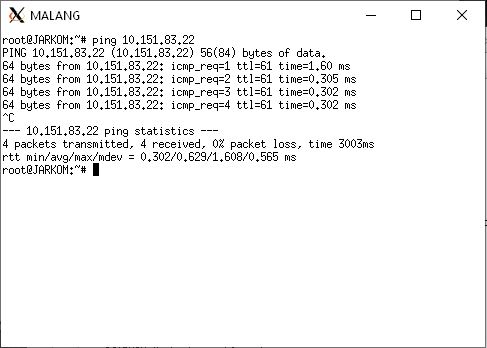 MALANG
root@JARKOM:~# ping 10.151.83.22
PING 10.151.83.22 (10.151.83.22) 56(84) bytes of data.
64 bytes from 10.151.83.22: icmp_req=1 ttl=61 time=1.60 ms
64 bytes from 10.151.83.22: icmp_req=2 ttl=61 time=0.305 ms
64 bytes from 10.151.83.22: icmp_req=3 ttl=61 time=0.302 ms
64 bytes from 10.151.83.22: icmp_req=4 ttl=61 time=0.302 ms
^C
--- 10.151.83.22 ping statistics ---
4 packets transmitted, 4 received, 0% packet loss, time 3003ms
rtt min/avg/max/mdev = 0.302/0.629/1.608/0.565 ms
root@JARKOM:~#